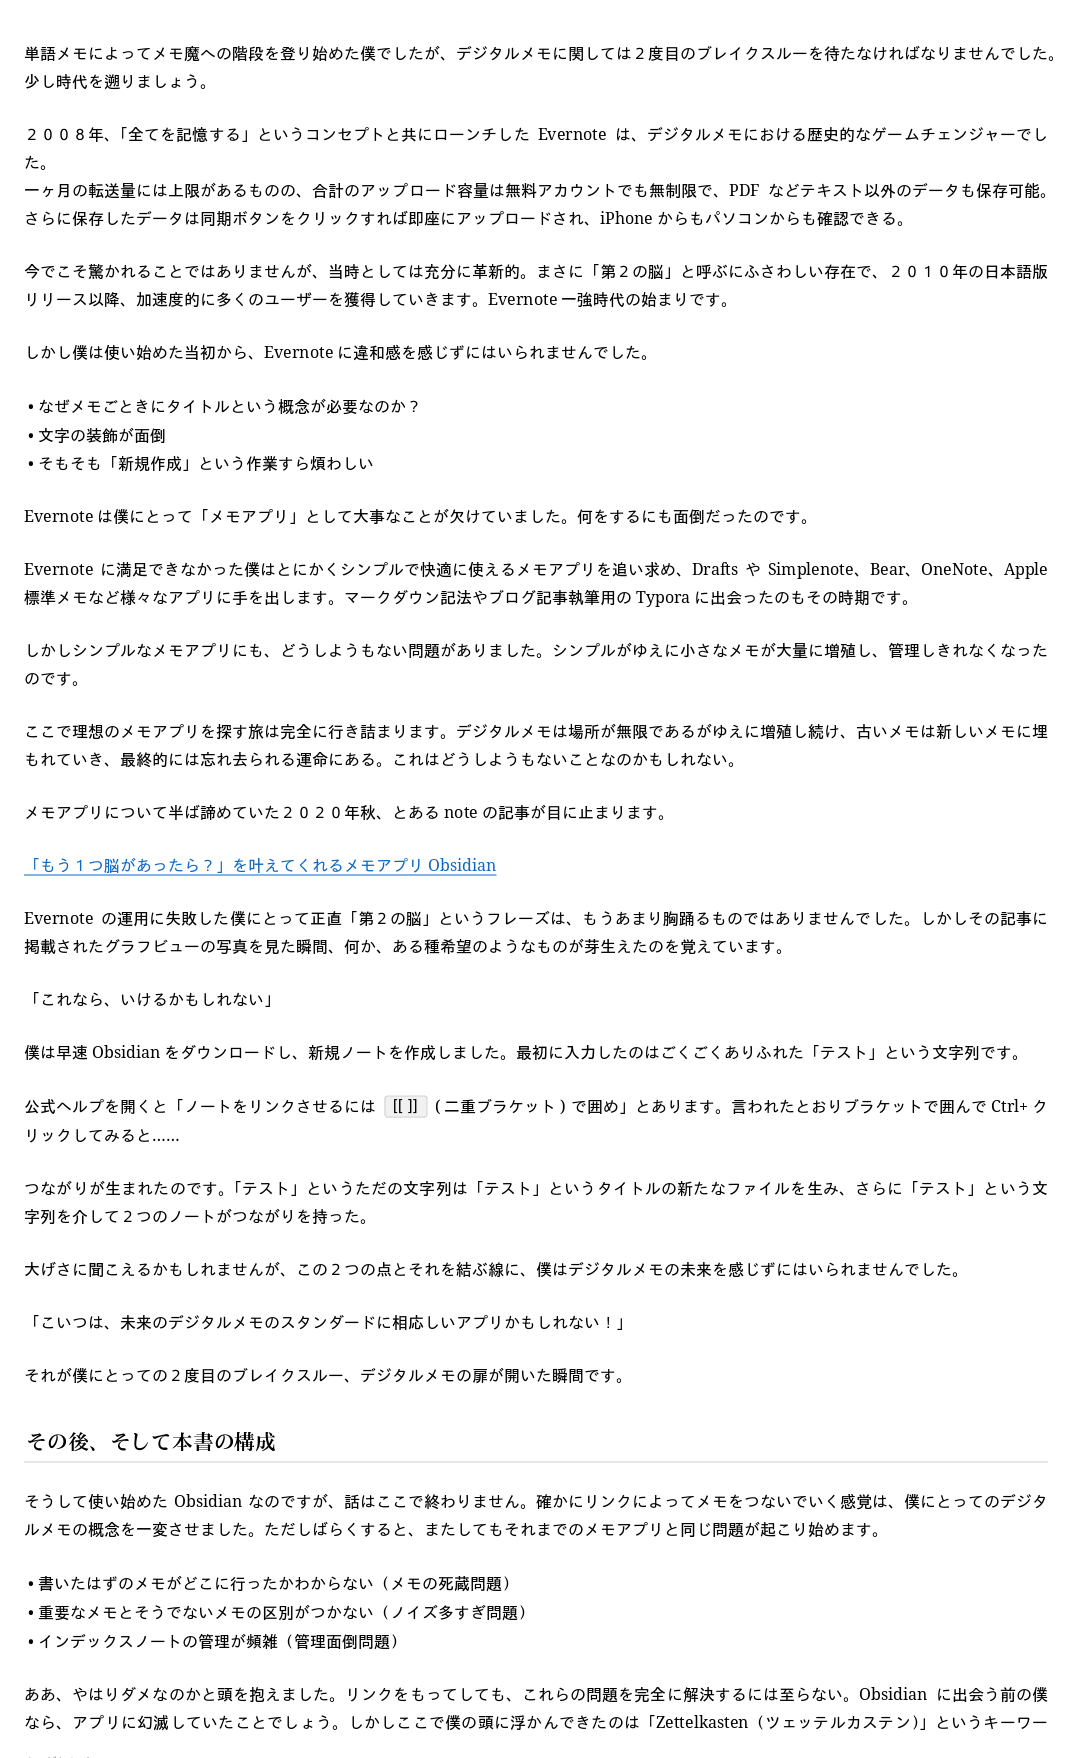 単語メモによってメモ魔への階段を登り始めた僕でしたが、デジタルメモに関しては２度目のブレイクスルーを待たなければなりませんでした。
少し時代を遡りましょう。
２００８年、「全てを記憶する」というコンセプトと共にローンチした Evernote は、デジタルメモにおける歴史的なゲームチェンジャーでし
た。
一ヶ月の転送量には上限があるものの、合計のアップロード容量は無料アカウントでも無制限で、PDF などテキスト以外のデータも保存可能。
さらに保存したデータは同期ボタンをクリックすれば即座にアップロードされ、iPhone からもパソコンからも確認できる。
今でこそ驚かれることではありませんが、当時としては充分に革新的。まさに「第２の脳」と呼ぶにふさわしい存在で、２０１０年の日本語版
リリース以降、加速度的に多くのユーザーを獲得していきます。Evernote 一強時代の始まりです。
しかし僕は使い始めた当初から、Evernote に違和感を感じずにはいられませんでした。
• なぜメモごときにタイトルという概念が必要なのか？
• 文字の装飾が面倒
• そもそも「新規作成」という作業すら煩わしい
Evernote は僕にとって「メモアプリ」として大事なことが欠けていました。何をするにも面倒だったのです。
Evernote に満足できなかった僕はとにかくシンプルで快適に使えるメモアプリを追い求め、Drafts や Simplenote、Bear、OneNote、Apple
標準メモなど様々なアプリに手を出します。マークダウン記法やブログ記事執筆用の Typora に出会ったのもその時期です。
しかしシンプルなメモアプリにも、どうしようもない問題がありました。シンプルがゆえに小さなメモが大量に増殖し、管理しきれなくなった
のです。
ここで理想のメモアプリを探す旅は完全に行き詰まります。デジタルメモは場所が無限であるがゆえに増殖し続け、古いメモは新しいメモに埋
もれていき、最終的には忘れ去られる運命にある。これはどうしようもないことなのかもしれない。
メモアプリについて半ば諦めていた２０２０年秋、とある note の記事が目に止まります。
「もう１つ脳があったら？」を叶えてくれるメモアプリ Obsidian
Evernote の運用に失敗した僕にとって正直「第２の脳」というフレーズは、もうあまり胸踊るものではありませんでした。しかしその記事に
掲載されたグラフビューの写真を見た瞬間、何か、ある種希望のようなものが芽生えたのを覚えています。
「これなら、いけるかもしれない」
僕は早速 Obsidian をダウンロードし、新規ノートを作成しました。最初に入力したのはごくごくありふれた「テスト」という文字列です。
公式ヘルプを開くと「ノートをリンクさせるには [[ ]] ( 二重ブラケット ) で囲め」とあります。言われたとおりブラケットで囲んで Ctrl+ ク
リックしてみると……
つながりが生まれたのです。「テスト」というただの文字列は「テスト」というタイトルの新たなファイルを生み、さらに「テスト」という文
字列を介して２つのノートがつながりを持った。
大げさに聞こえるかもしれませんが、この２つの点とそれを結ぶ線に、僕はデジタルメモの未来を感じずにはいられませんでした。
「こいつは、未来のデジタルメモのスタンダードに相応しいアプリかもしれない！」
それが僕にとっての２度目のブレイクスルー、デジタルメモの扉が開いた瞬間です。
その後、そして本書の構成
そうして使い始めた Obsidian なのですが、話はここで終わりません。確かにリンクによってメモをつないでいく感覚は、僕にとってのデジタ
ルメモの概念を一変させました。ただしばらくすると、またしてもそれまでのメモアプリと同じ問題が起こり始めます。
• 書いたはずのメモがどこに行ったかわからない（メモの死蔵問題）
• 重要なメモとそうでないメモの区別がつかない（ノイズ多すぎ問題）
• インデックスノートの管理が頻雑（管理面倒問題）
ああ、やはりダメなのかと頭を抱えました。リンクをもってしても、これらの問題を完全に解決するには至らない。Obsidian に出会う前の僕
なら、アプリに幻滅していたことでしょう。しかしここで僕の頭に浮かんできたのは「Zettelkasten（ツェッテルカステン）」というキーワー